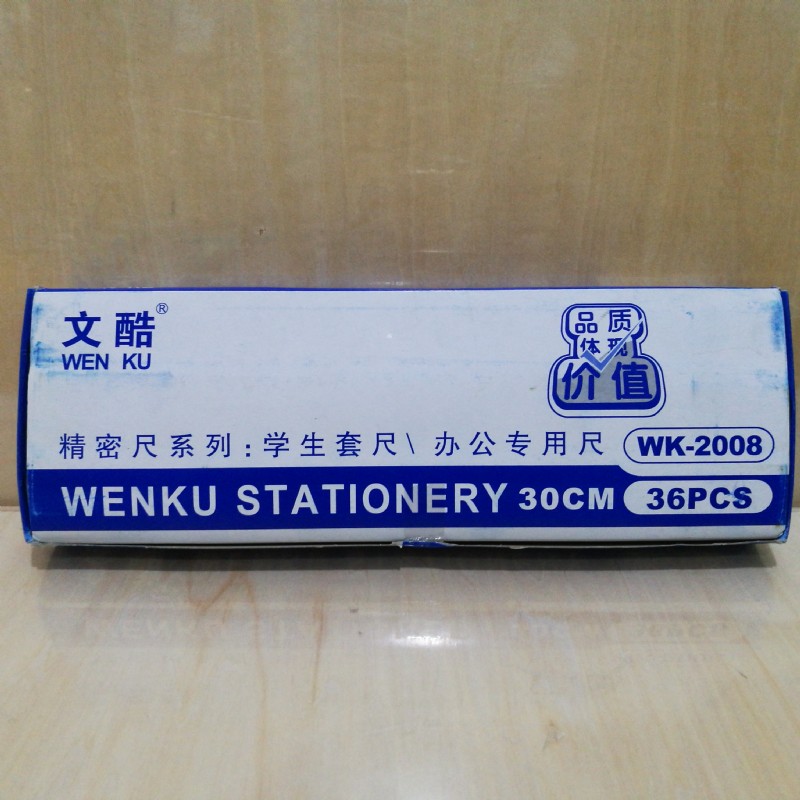 文酷®
WEN KU
品质
体现
价值
精密尺系列:学生套尺\ 办公专用尺 WK-2008
WENKU STATIONERY 30CM 36PCS